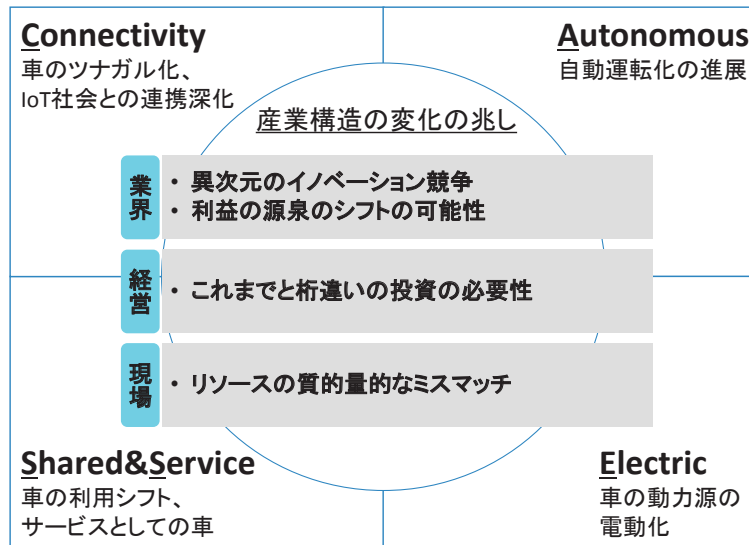 Connectivity
車のツナガル化、
IoT社会との連携深化
Autonomous
自動運転化の進展
産業構造の変化の兆し
業界
・ 異次元のイノベーション競争
・ 利益の源泉のシフトの可能性
経営
・ これまでと桁違いの投資の必要性
現場
・ リソースの質的量的なミスマッチ
Shared&Service
車の利用シフト、
サービスとしての車
Electric
車の動力源の
電動化